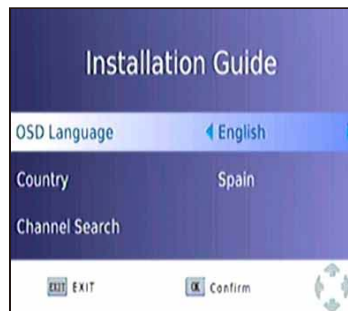 Installation Guide
OSD Language English
Country Spain
Channel Search
EXIT EXIT OK Confirm